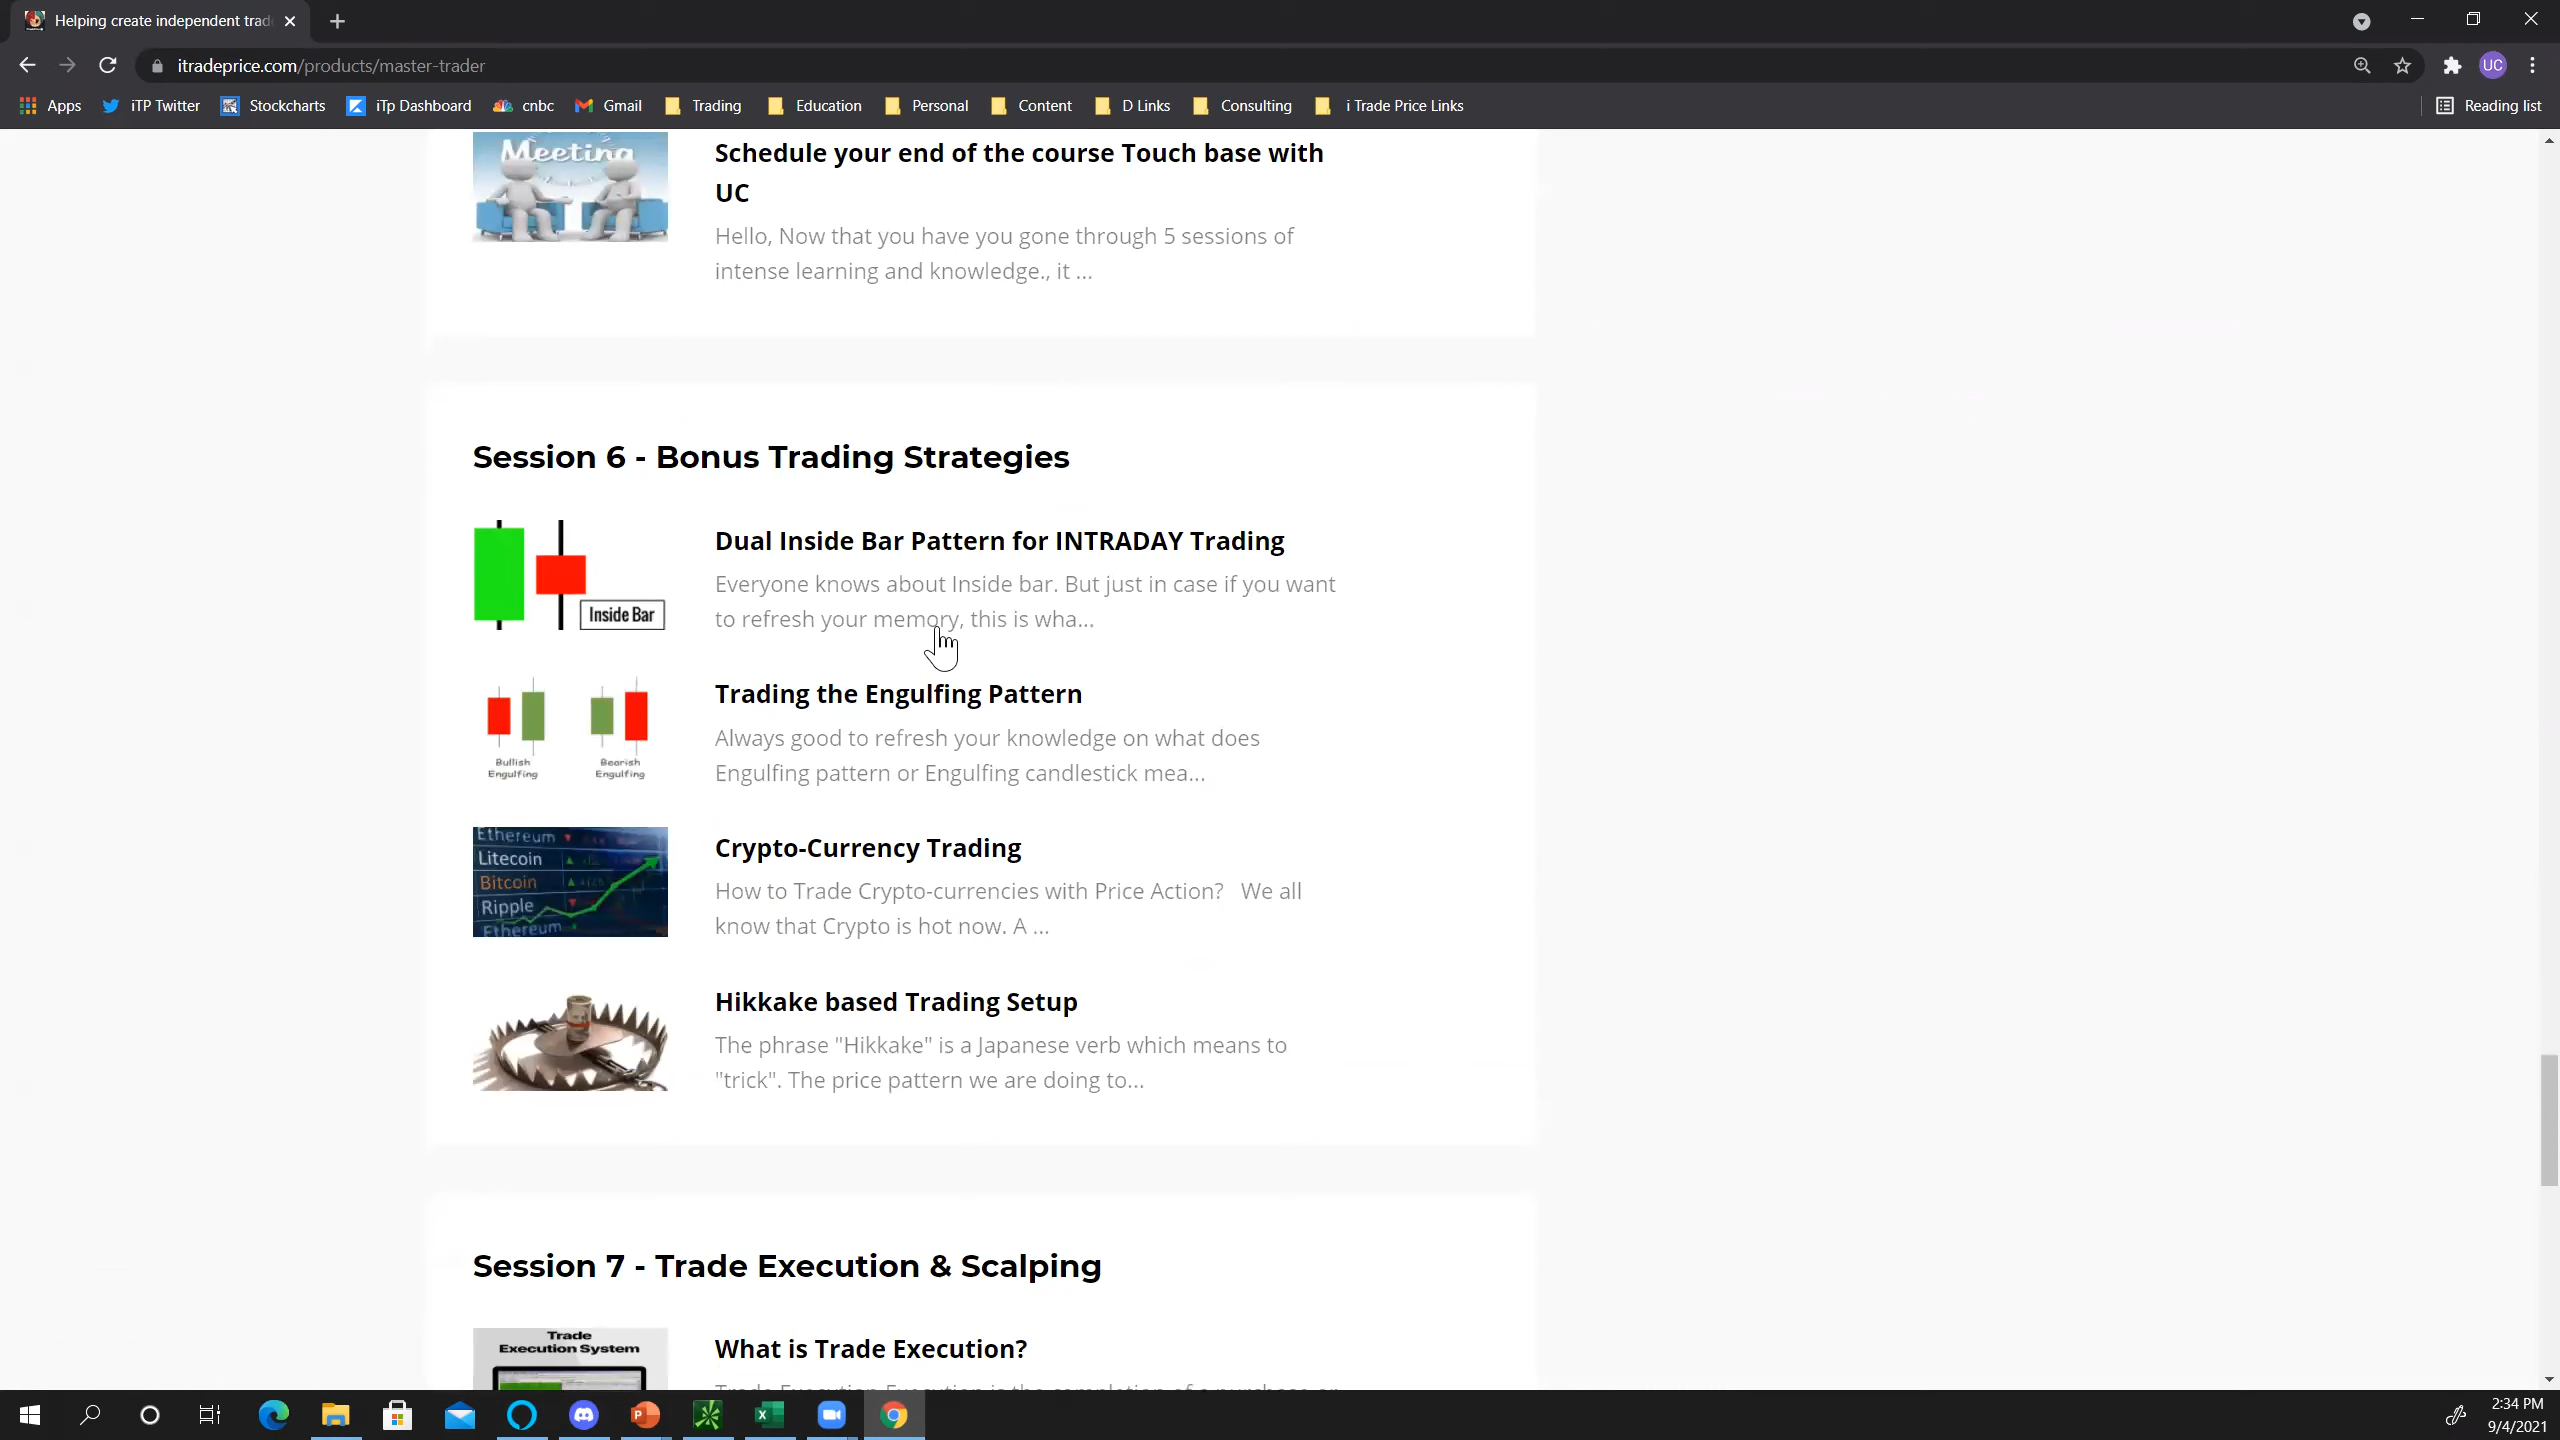 Helping create independent trad
itradeprice.com/products/master-trader
UC
Apps
iTP Twitter
Stockcharts
iTp Dashboard
cnbc
Gmail
Trading
Education
Personal
Content
D Links
Consulting
i Trade Price Links
Reading list
Meeting
Schedule your end of the course Touch base with
UC
Hello, Now that you have you gone through 5 sessions of
intense learning and knowledge., it ...
Session 6 - Bonus Trading Strategies
Inside Bar
Dual Inside Bar Pattern for INTRADAY Trading
Everyone knows about Inside bar. But just in case if you want
to refresh your memory, this is wha...
Bullish
Engulfing
Bearish
Engulfing
Trading the Engulfing Pattern
Always good to refresh your knowledge on what does
Engulfing pattern or Engulfing candlestick mea...
Ethereum
Litecoin
Bitcoin
Ripple
Ethereum
Crypto-Currency Trading
How to Trade Crypto-currencies with Price Action? We all
know that Crypto is hot now. A ...
Hikkake based Trading Setup
The phrase "Hikkake" is a Japanese verb which means to
"trick". The price pattern we are doing to...
Session 7 - Trade Execution & Scalping
Trade
Execution System
What is Trade Execution?
2:34 PM
9/4/2021